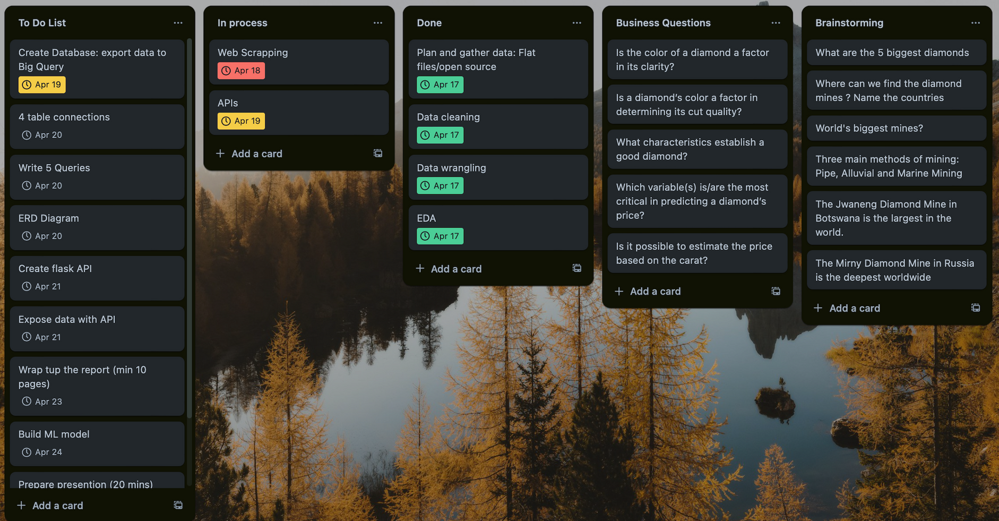 To Do List
Create Database: export data to
Big Query
Apr 19
4 table connections
Apr 20
Write 5 Queries
Apr 20
ERD Diagram
Apr 20
Create flask API
Apr 21
Expose data with API
Apr 21
Wrap tup the report (min 10
pages)
Apr 23
Build ML model
Apr 24
Prepare presention (20 mins)
+ Add a card
In process
Web Scrapping
Apr 18
APIs
Apr 19
+ Add a card
Done
Plan and gather data: Flat
files/open source
Apr 17
Data cleaning
Apr 17
Data wrangling
Apr 17
EDA
Apr 17
+ Add a card
Business Questions
Is the color of a diamond a factor
in its clarity?
Is a diamond’s color a factor in
determining its cut quality?
What characteristics establish a
good diamond?
Which variable(s) is/are the most
critical in predicting a diamond’s
price?
Is it possible to estimate the price
based on the carat?
+ Add a card
Brainstorming
What are the 5 biggest diamonds
Where can we find the diamond
mines ? Name the countries
World's biggest mines?
Three main methods of mining:
Pipe, Alluvial and Marine Mining
The Jwaneng Diamond Mine in
Botswana is the largest in the
world.
The Mirny Diamond Mine in Russia
is the deepest worldwide
+ Add a card